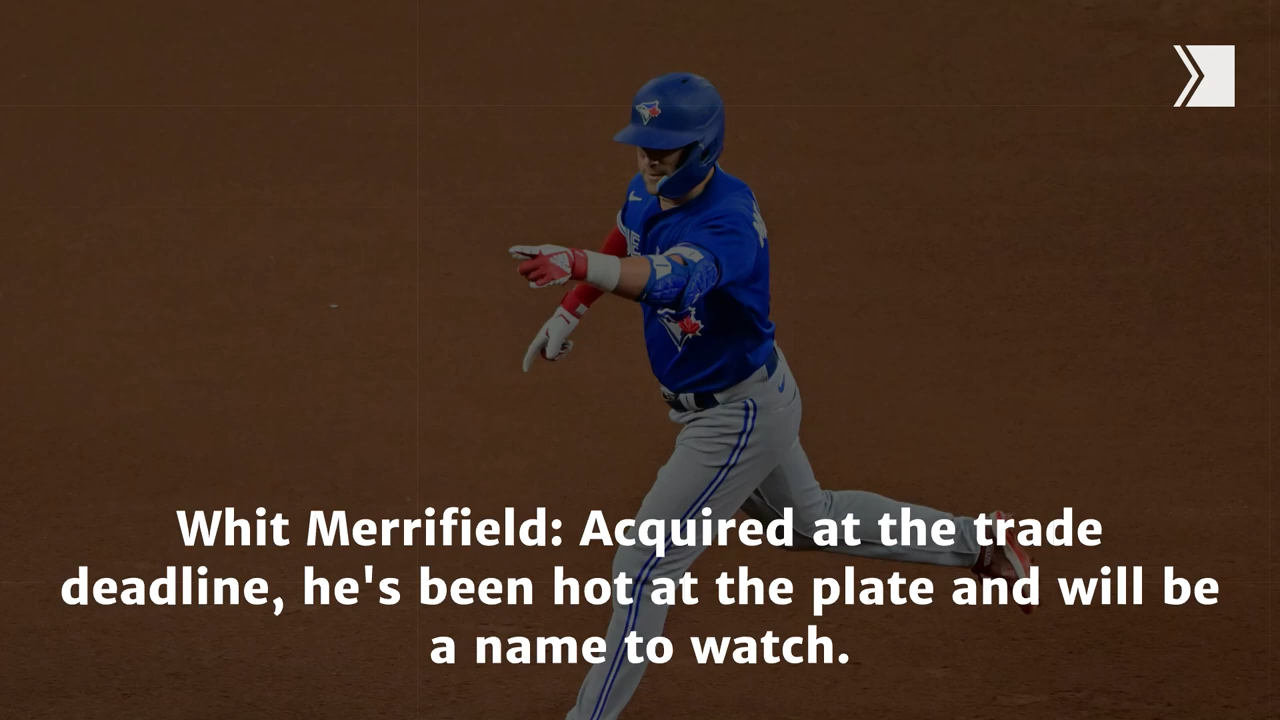 Whit Merrifield: Acquired at the trade
deadline, he's been hot at the plate and will be
a name to watch.